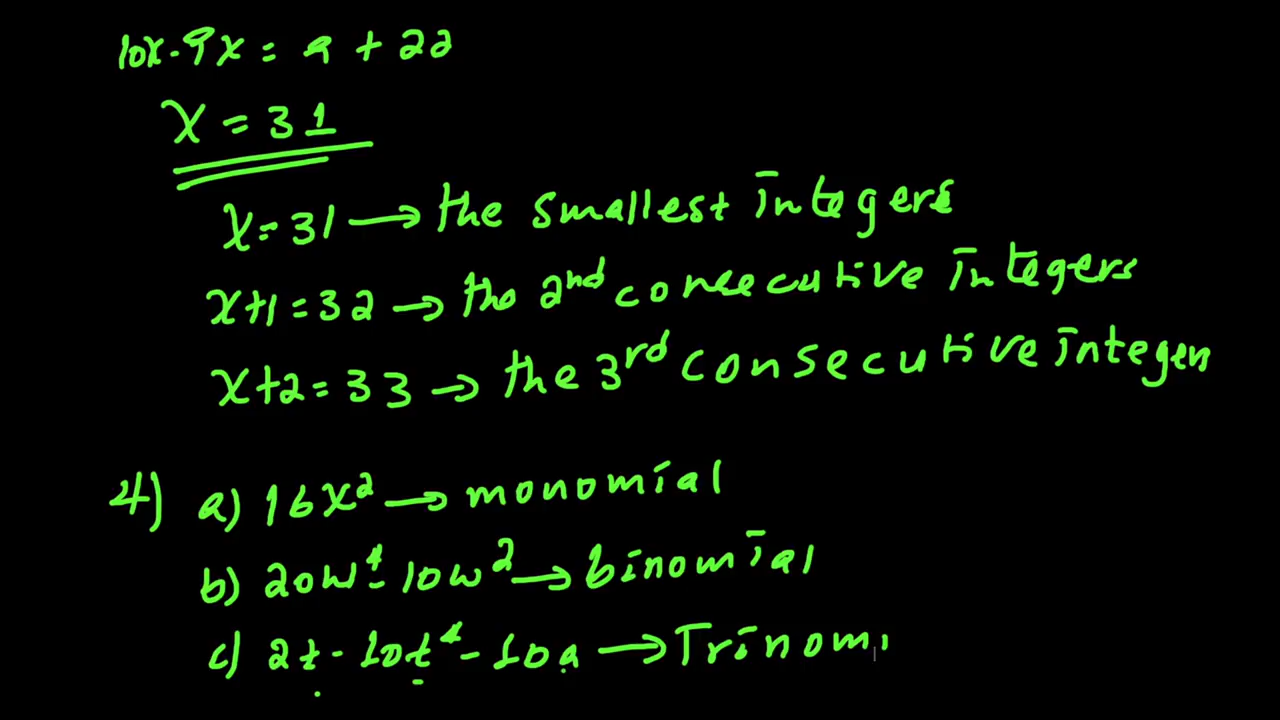 10x - 9x = 9 + 22
x = 31
x = 31 → the smallest integers
x+1 = 32 → the 2nd consecutive integers
x+2 = 33 → the 3rd consecutive integer
4) a) 16x² → monomial
b) 20w⁴ - 10w² → binomial
c) 2t - 10t⁴ - 10a → Trinomi